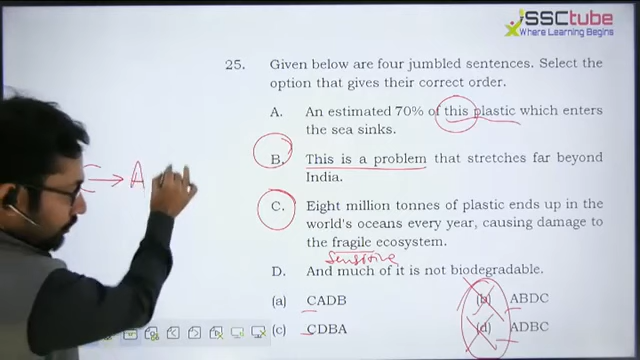 SSCtube
Where Learning Begins
25. Given below are four jumbled sentences. Select the
option that gives their correct order.
A. An estimated 70% of this plastic which enters
the sea sinks.
B. This is a problem that stretches far beyond
India.
C. Eight million tonnes of plastic ends up in the
world's oceans every year, causing damage to
the fragile ecosystem.
Sensitive
D. And much of it is not biodegradable.
(a) CADB (b) ABDC
(c) CDBA (d) ADBC
C → A